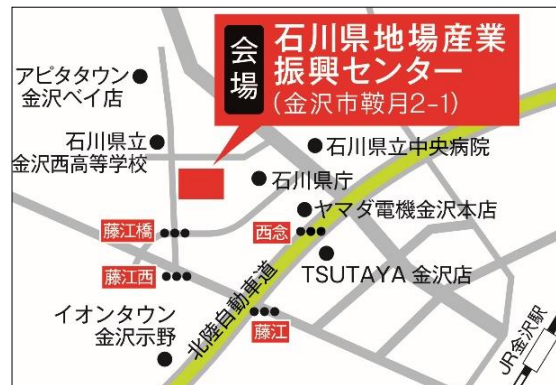 会場
石川県地場産業
振興センター
(金沢市鞍月2-1)
アピタタウン
金沢ベイ店
石川県立
金沢西高等学校
石川県立中央病院
石川県庁
ヤマダ電機金沢本店
藤江橋
西念
藤江西
TSUTAYA 金沢店
イオンタウン
金沢示野
北陸自動車道
藤江
JR金沢駅